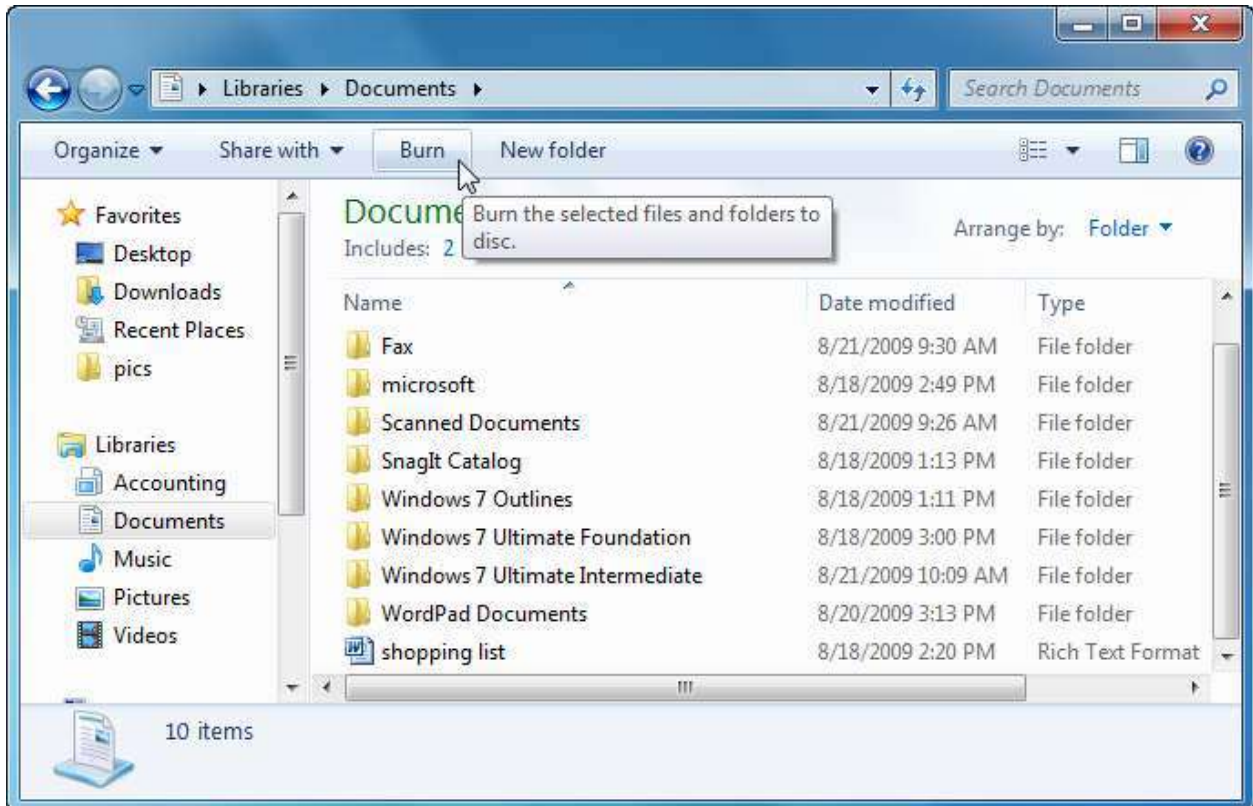 Libraries Documents
Search Documents
Organize Share with Burn New folder
Favorites
Desktop
Downloads
Recent Places
pics
Libraries
Accounting
Documents
Music
Pictures
Videos
Docume
Includes: 2
Burn the selected files and folders to
disc.
Arrange by: Folder
Name Date modified Type
Fax 8/21/2009 9:30 AM File folder
microsoft 8/18/2009 2:49 PM File folder
Scanned Documents 8/21/2009 9:26 AM File folder
SnagIt Catalog 8/18/2009 1:13 PM File folder
Windows 7 Outlines 8/18/2009 1:11 PM File folder
Windows 7 Ultimate Foundation 8/18/2009 3:00 PM File folder
Windows 7 Ultimate Intermediate 8/21/2009 10:09 AM File folder
WordPad Documents 8/20/2009 3:13 PM File folder
shopping list 8/18/2009 2:20 PM Rich Text Format
10 items